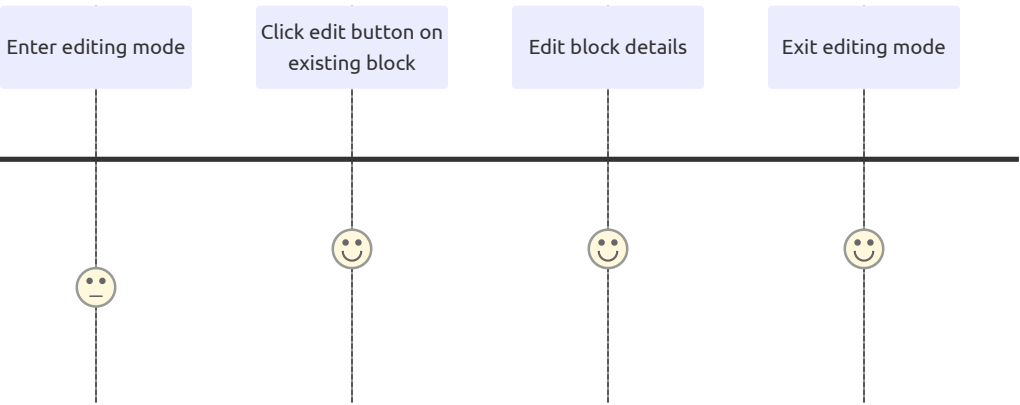 Enter editing mode
Click edit button on
existing block
Edit block details
Exit editing mode